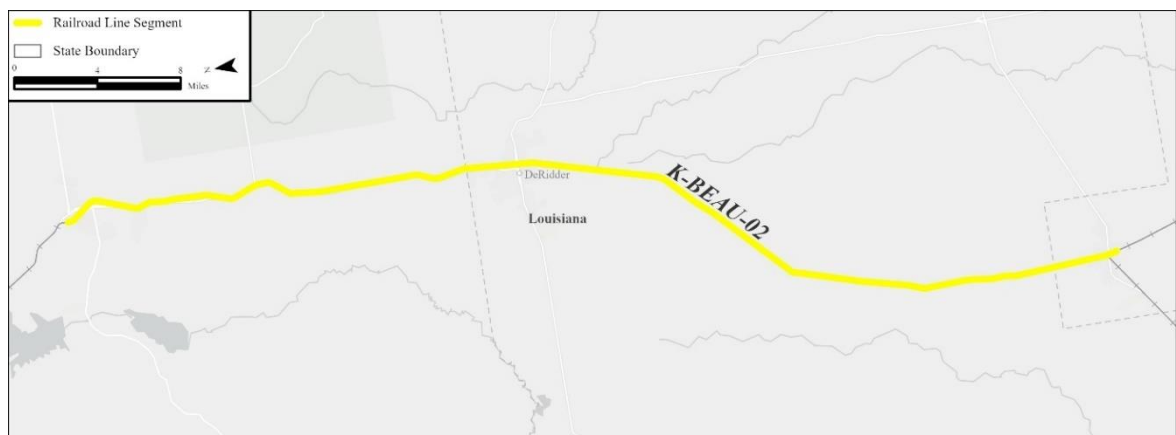 Railroad Line Segment
State Boundary
0 4 8 Z
Miles
DeRidder
Louisiana
K-BEAU-02